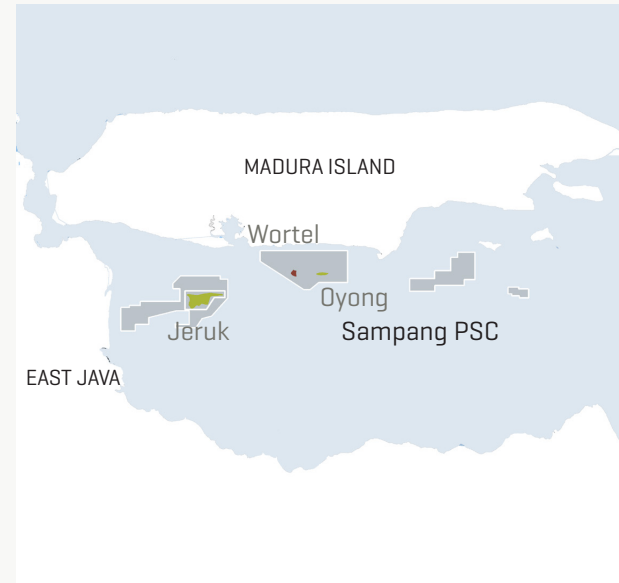 MADURA ISLAND
Wortel
Oyong
Jeruk
Sampang PSC
EAST JAVA